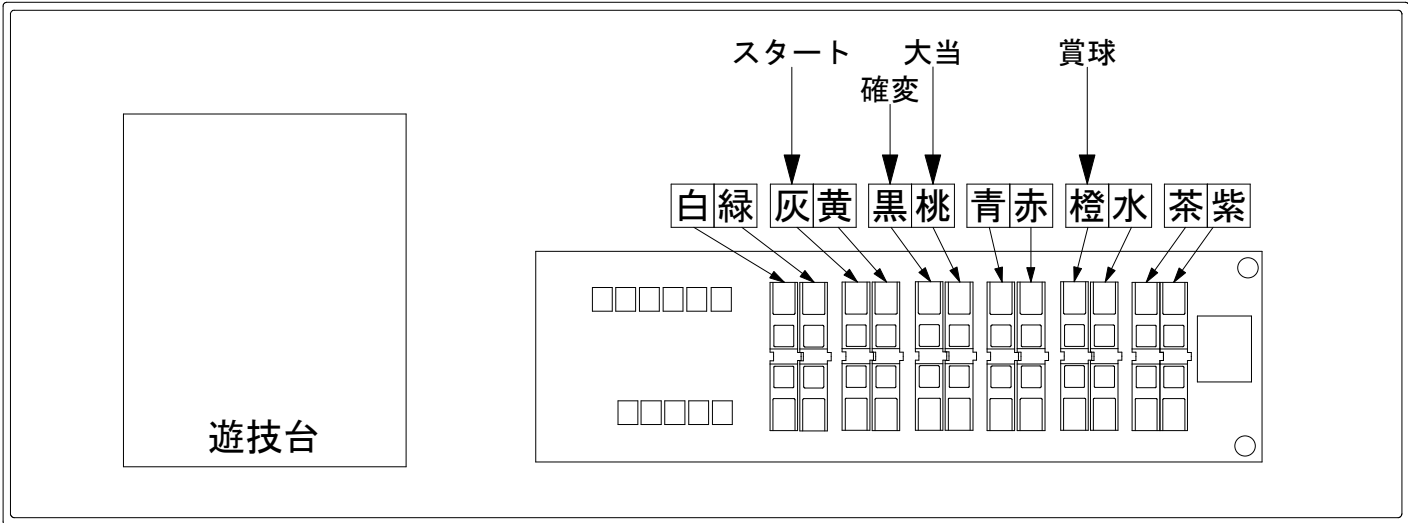 スタート
大当
賞球
確変
白緑 灰黄 黒桃 青赤 橙水 茶紫
遊技台